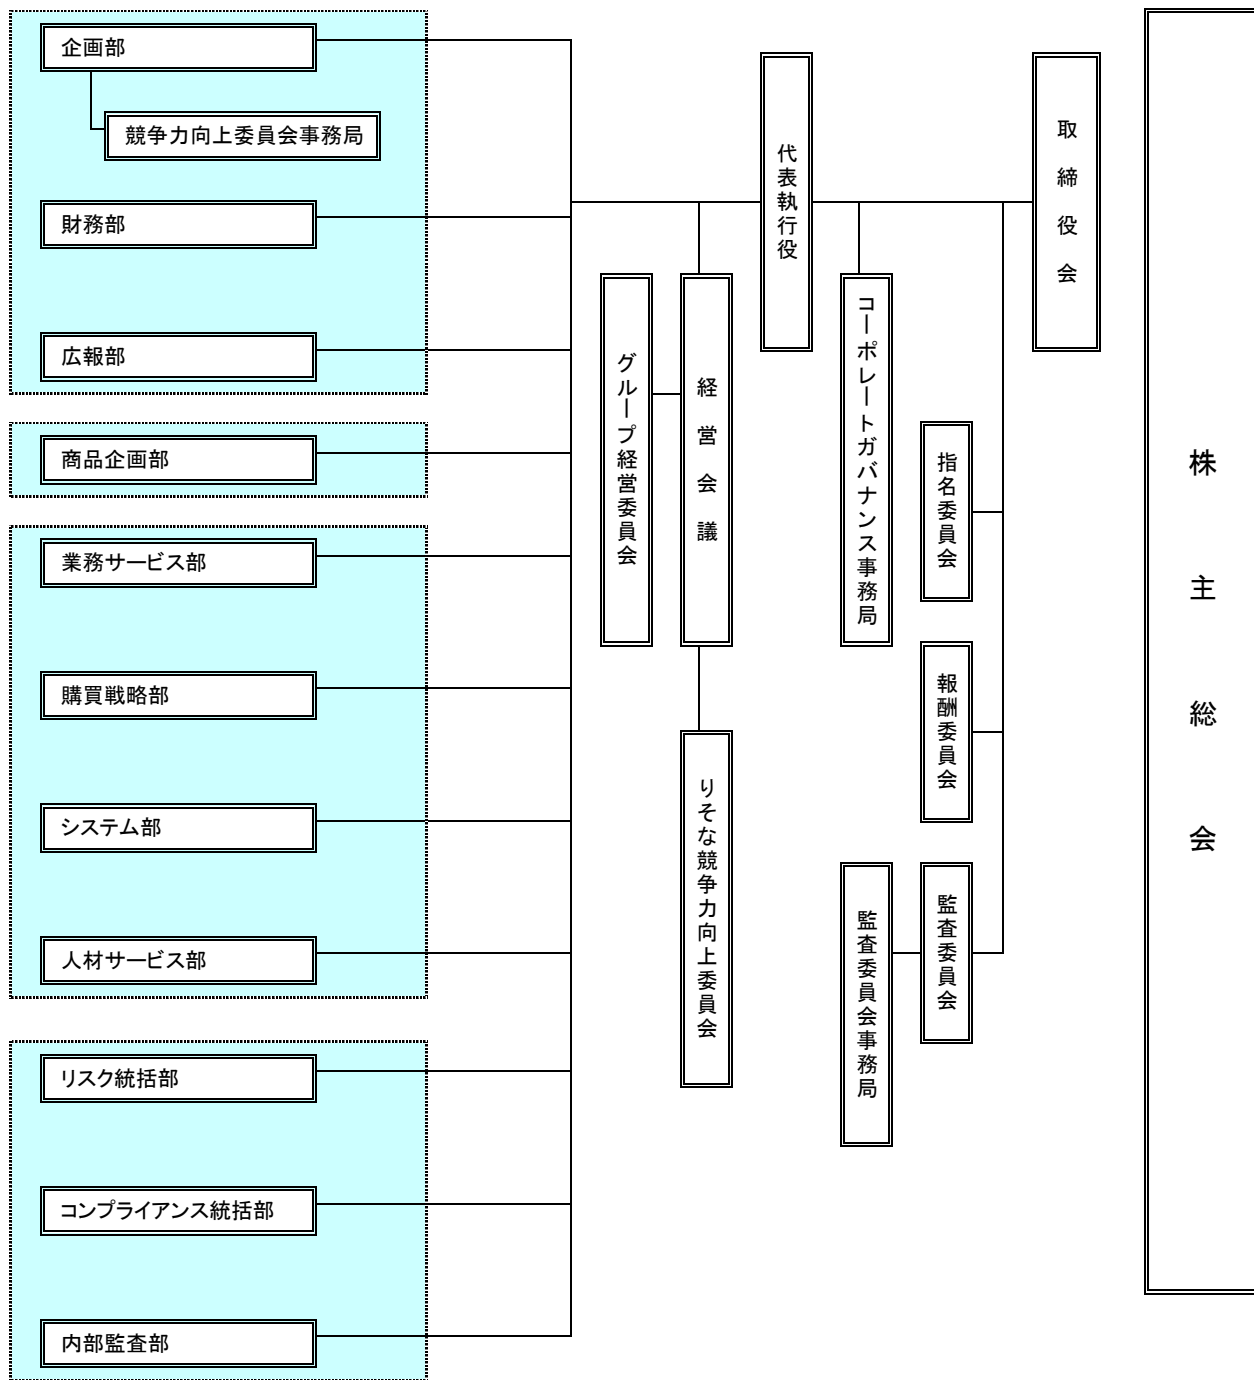 企画部
競争力向上委員会事務局
財務部
広報部
商品企画部
業務サービス部
購買戦略部
システム部
人材サービス部
リスク統括部
コンプライアンス統括部
内部監査部
グループ経営委員会
経営会議
りそな競争力向上委員会
代表執行役
コーポレートガバナンス事務局
監査委員会事務局
指名委員会
報酬委員会
監査委員会
取締役会
株主総会